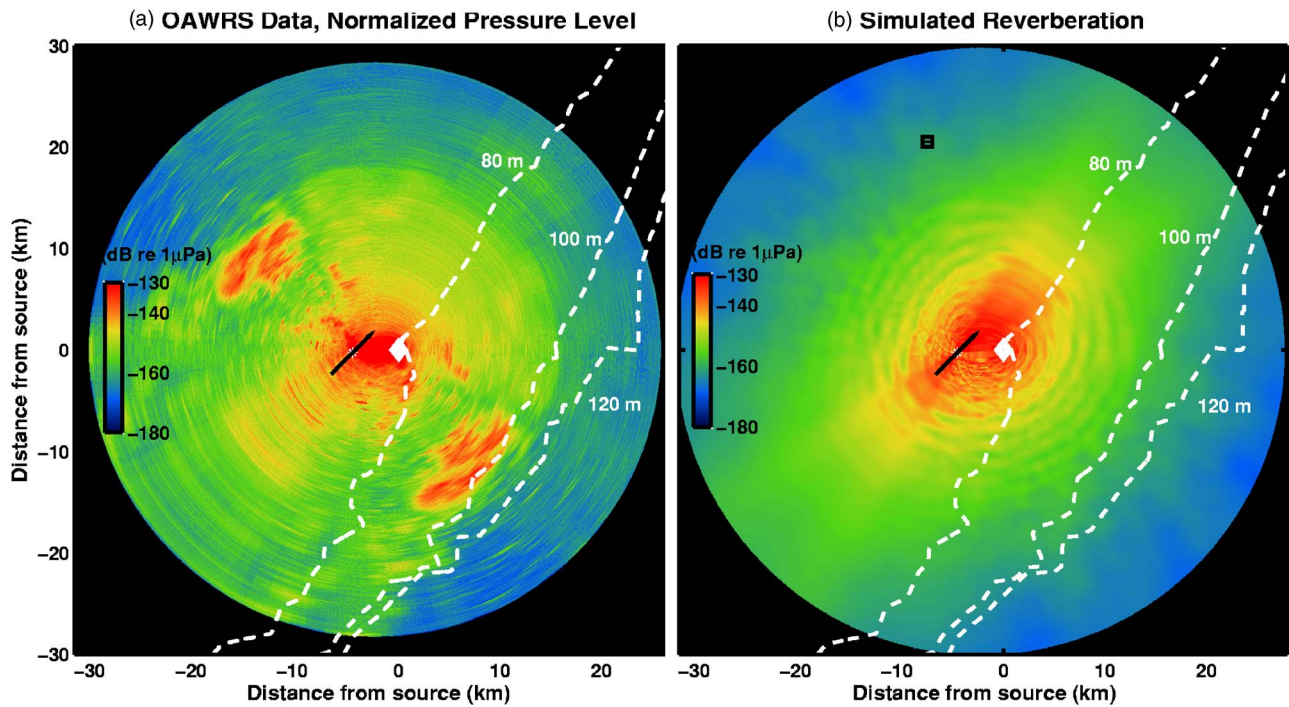 (a) OAWRS Data, Normalized Pressure Level
30
20
10
0
−10
−20
−30
Distance from source (km)
80 m
100 m
120 m
(dB re 1μPa)
−130
−140
−160
−180
−30
−20
−10
0
10
20
Distance from source (km)
(b) Simulated Reverberation
80 m
100 m
120 m
(dB re 1μPa)
−130
−140
−160
−180
−30
−20
−10
0
10
20
Distance from source (km)